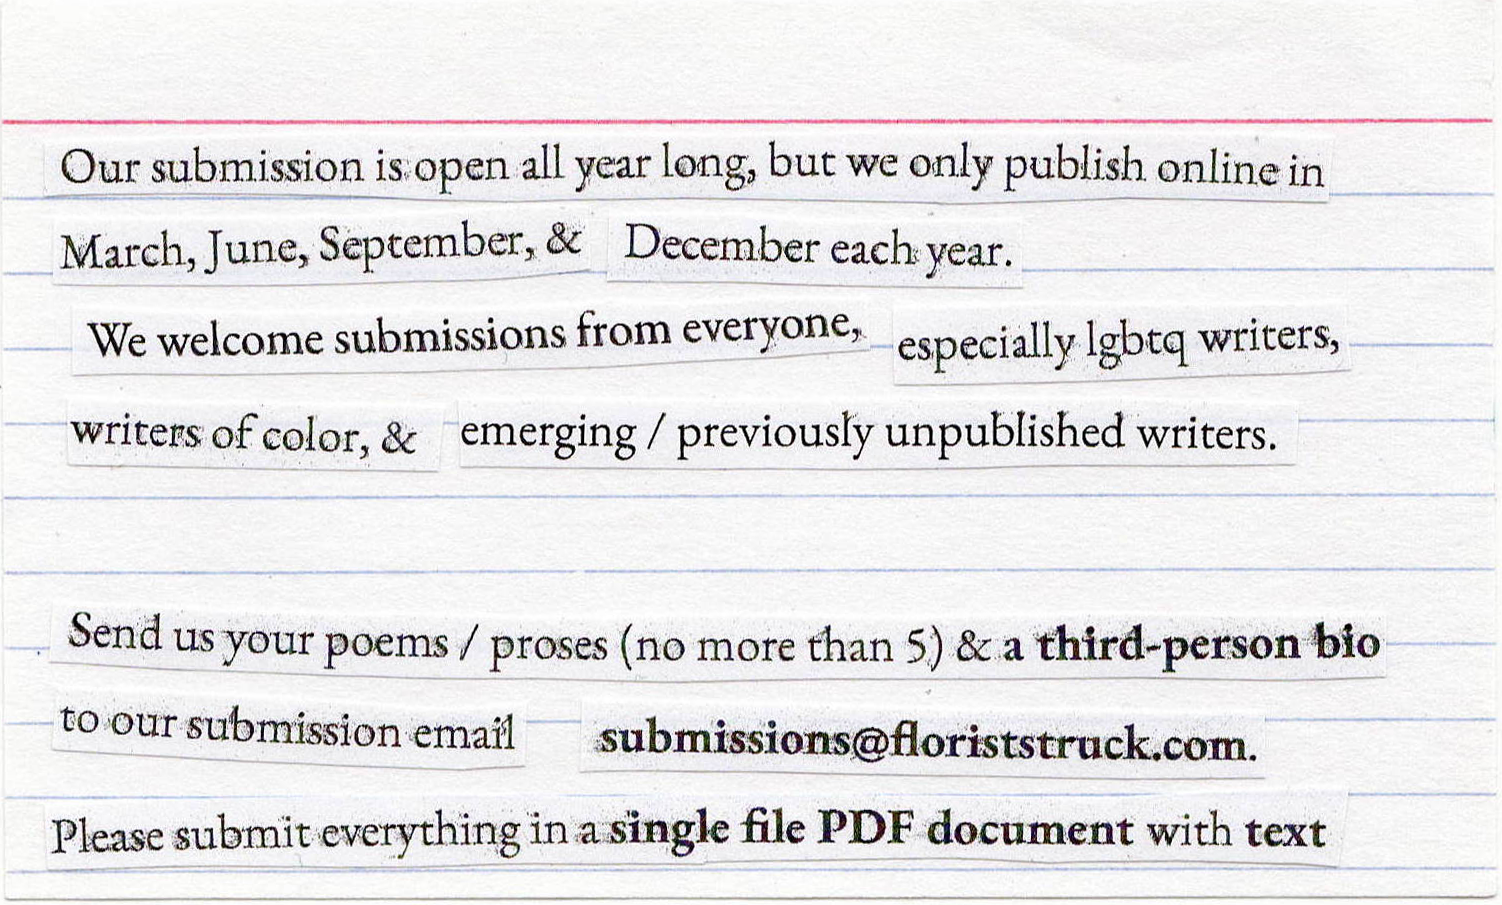 Our submission is open all year long, but we only publish online in
March, June, September, & December each year.
We welcome submissions from everyone, especially lgbtq writers,
writers of color, & emerging / previously unpublished writers.
Send us your poems / proses (no more than 5) & a third-person bio
to our submission email submissions@floriststruck.com.
Please submit everything in a single file PDF document with text